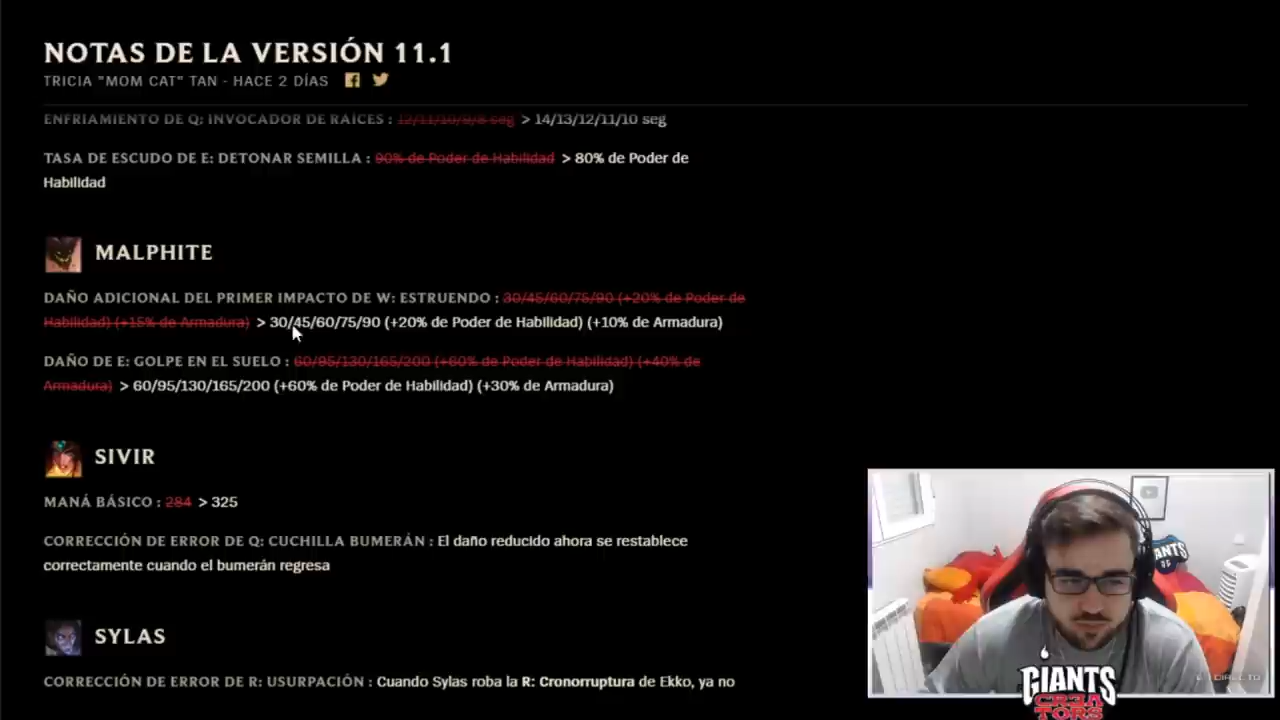 NOTAS DE LA VERSIÓN 11.1
TRICIA "MOM CAT" TAN - HACE 2 DÍAS
ENFRIAMIENTO DE Q: INVOCADOR DE RAÍCES : 12/11/10/9/8 seg > 14/13/12/11/10 seg
TASA DE ESCUDO DE E: DETONAR SEMILLA : 90% de Poder de Habilidad > 80% de Poder de
Habilidad
MALPHITE
DAÑO ADICIONAL DEL PRIMER IMPACTO DE W: ESTRUENDO : 30/45/60/75/90 (+20% de Poder de
Habilidad) (+15% de Armadura) > 30/45/60/75/90 (+20% de Poder de Habilidad) (+10% de Armadura)
DAÑO DE E: GOLPE EN EL SUELO : 60/95/130/165/200 (+60% de Poder de Habilidad) (+40% de
Armadura) > 60/95/130/165/200 (+60% de Poder de Habilidad) (+30% de Armadura)
SIVIR
MANÁ BÁSICO : 284 > 325
CORRECCIÓN DE ERROR DE Q: CUCHILLA BUMERÁN : El daño reducido ahora se restablece
correctamente cuando el bumerán regresa
SYLAS
CORRECCIÓN DE ERROR DE R: USURPACIÓN : Cuando Sylas roba la R: Cronorruptura de Ekko, ya no
GIANTS
CREATORS